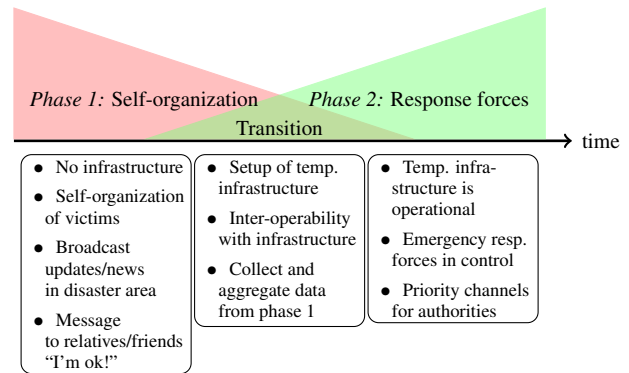 Phase 1: Self-organization
Phase 2: Response forces
Transition
time
• No infrastructure
• Self-organization
of victims
• Broadcast
updates/news
in disaster area
• Message
to relatives/friends
“I’m ok!”
• Setup of temp.
infrastructure
• Inter-operability
with infrastructure
• Collect and
aggregate data
from phase 1
• Temp. infra-
structure is
operational
• Emergency resp.
forces in control
• Priority channels
for authorities